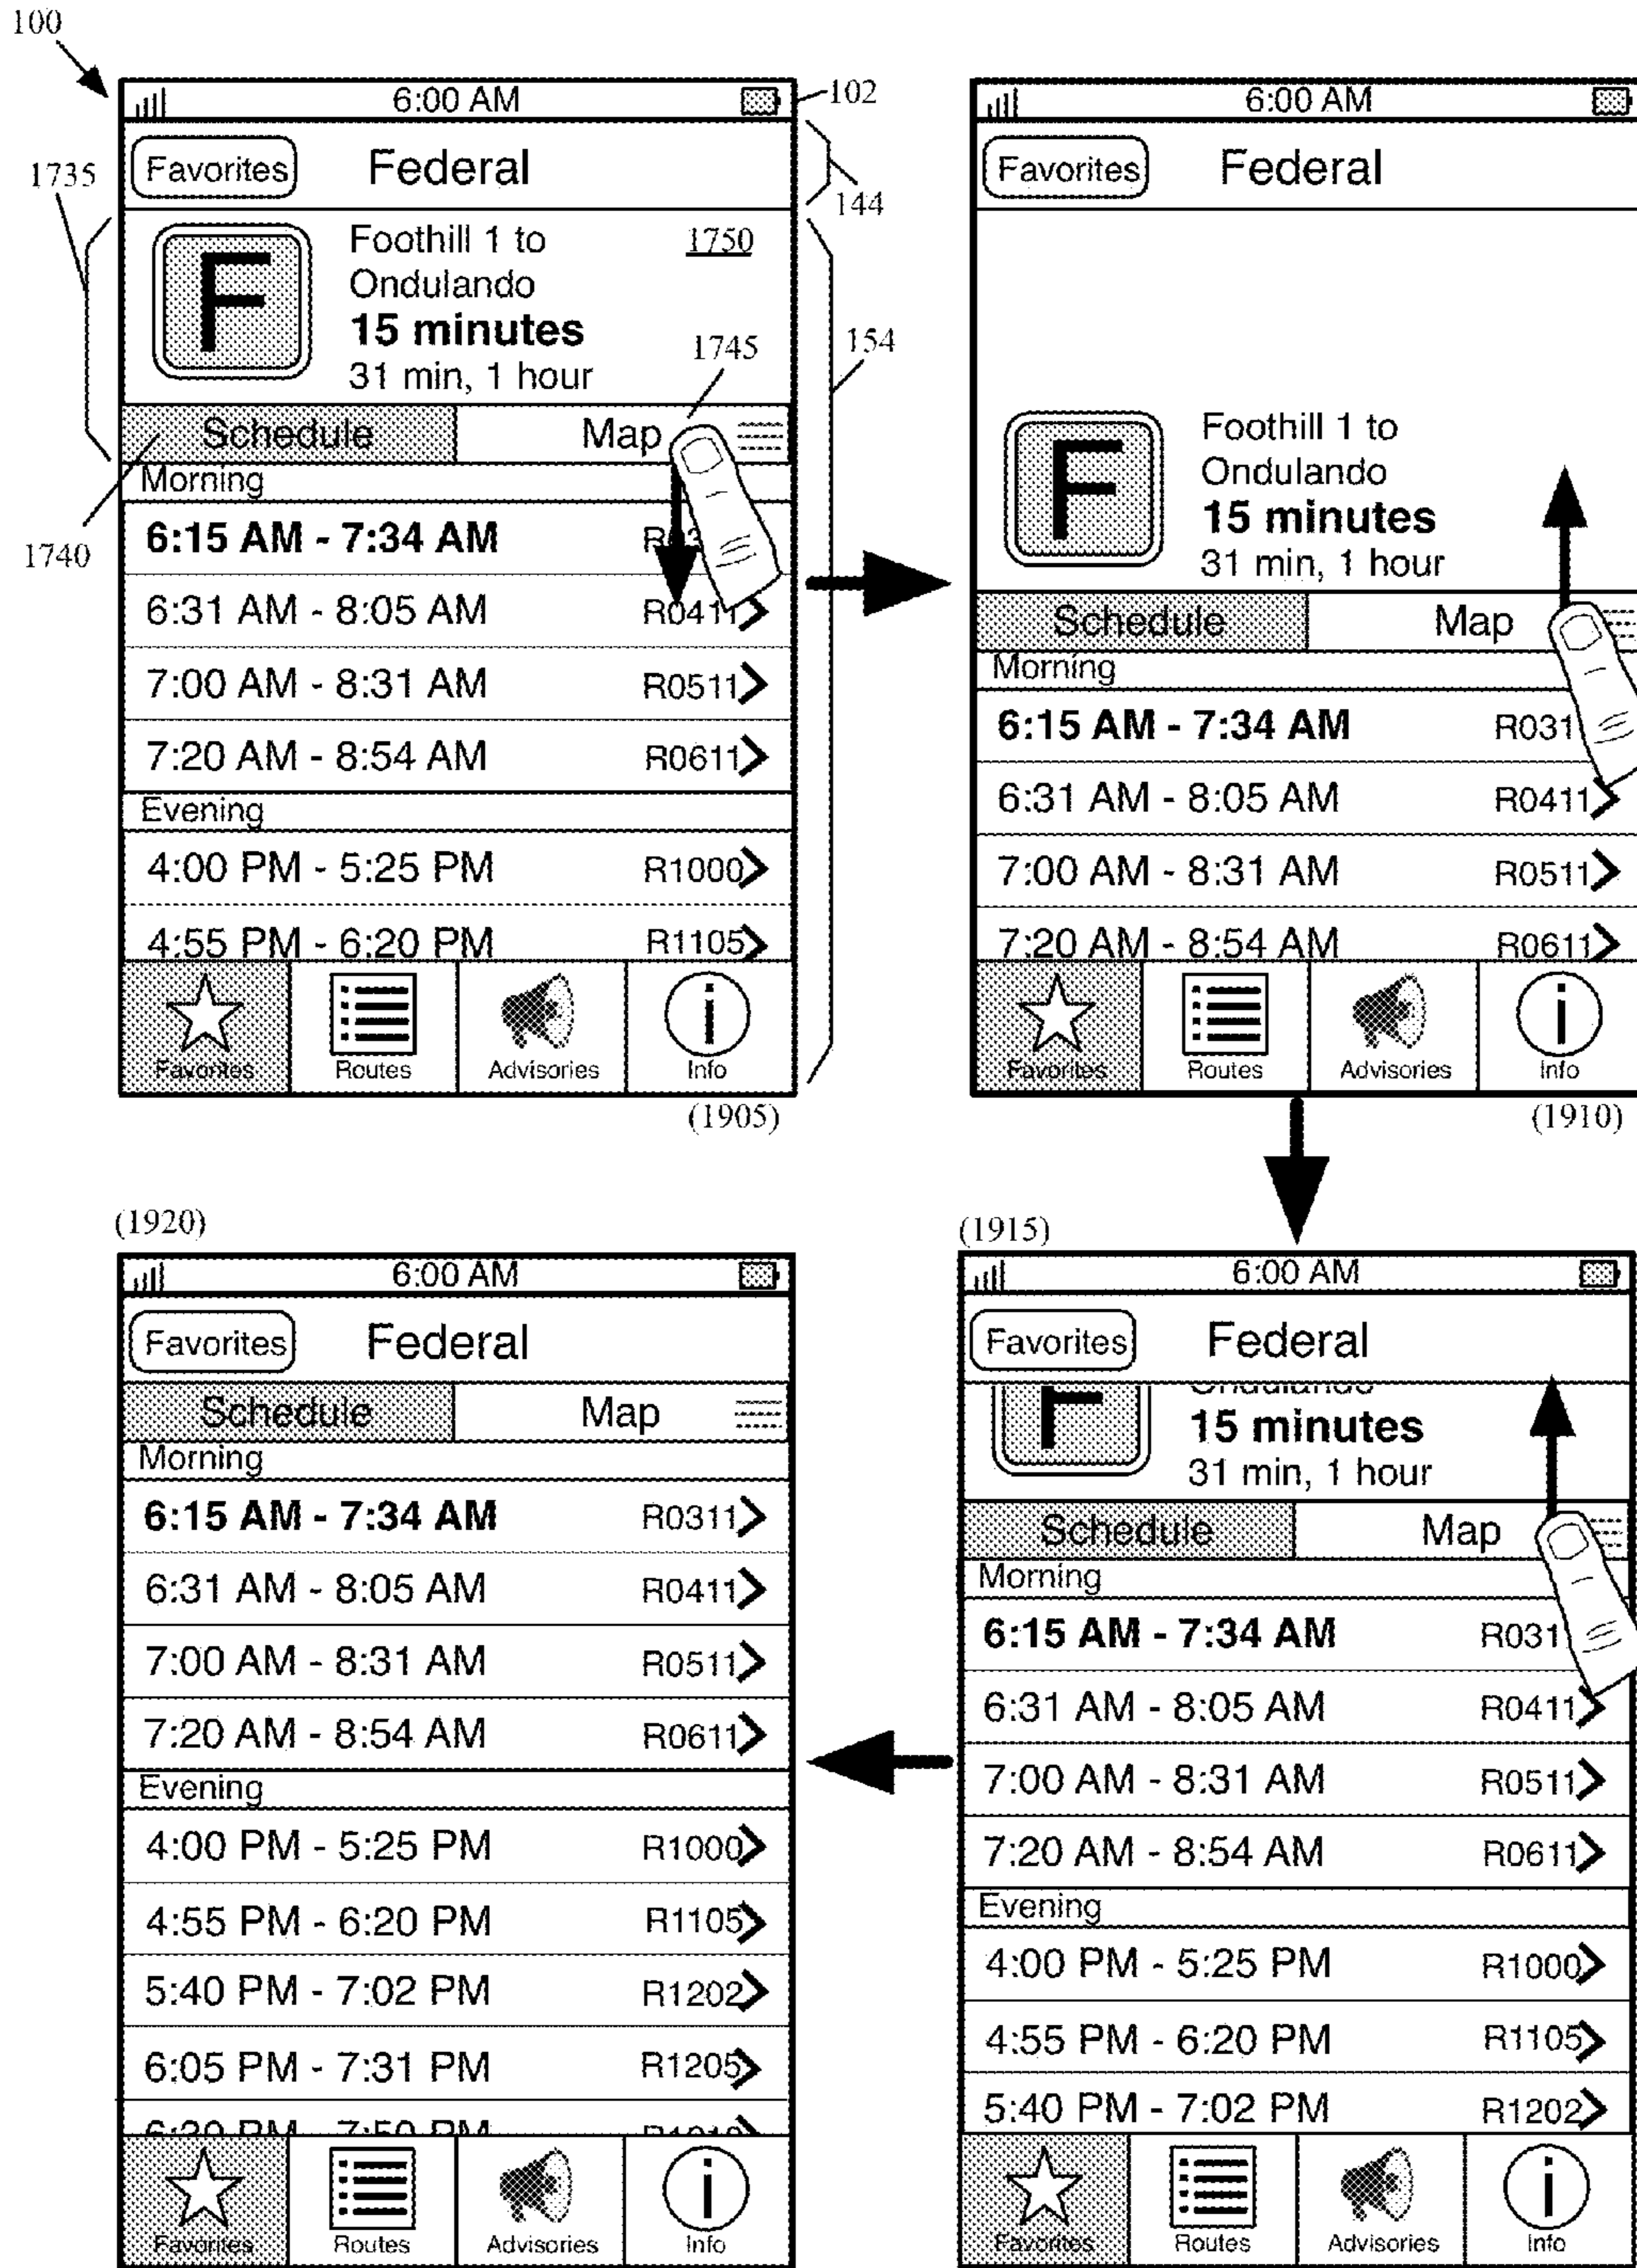 100
6:00 AM
102
Favorites Federal
144
1735
F
Foothill 1 to
Ondulando
15 minutes
31 min, 1 hour
1750
1745
154
Schedule Map
1740
Morning
6:15 AM - 7:34 AM
6:31 AM - 8:05 AM R0411
7:00 AM - 8:31 AM R0511
7:20 AM - 8:54 AM R0611
Evening
4:00 PM - 5:25 PM R1000
4:55 PM - 6:20 PM R1105
Favorites Routes Advisories Info
(1905)
6:00 AM
Favorites Federal
F
Foothill 1 to
Ondulando
15 minutes
31 min, 1 hour
Schedule Map
Morning
6:15 AM - 7:34 AM R031
6:31 AM - 8:05 AM R0411
7:00 AM - 8:31 AM R0511
7:20 AM - 8:54 AM R0611
Favorites Routes Advisories Info
(1910)
(1915)
6:00 AM
Favorites Federal
15 minutes
31 min, 1 hour
Schedule Map
Morning
6:15 AM - 7:34 AM R031
6:31 AM - 8:05 AM R0411
7:00 AM - 8:31 AM R0511
7:20 AM - 8:54 AM R0611
Evening
4:00 PM - 5:25 PM R1000
4:55 PM - 6:20 PM R1105
5:40 PM - 7:02 PM R1202
Favorites Routes Advisories Info
(1920)
6:00 AM
Favorites Federal
Schedule Map
Morning
6:15 AM - 7:34 AM R0311
6:31 AM - 8:05 AM R0411
7:00 AM - 8:31 AM R0511
7:20 AM - 8:54 AM R0611
Evening
4:00 PM - 5:25 PM R1000
4:55 PM - 6:20 PM R1105
5:40 PM - 7:02 PM R1202
6:05 PM - 7:31 PM R1205
Favorites Routes Advisories Info